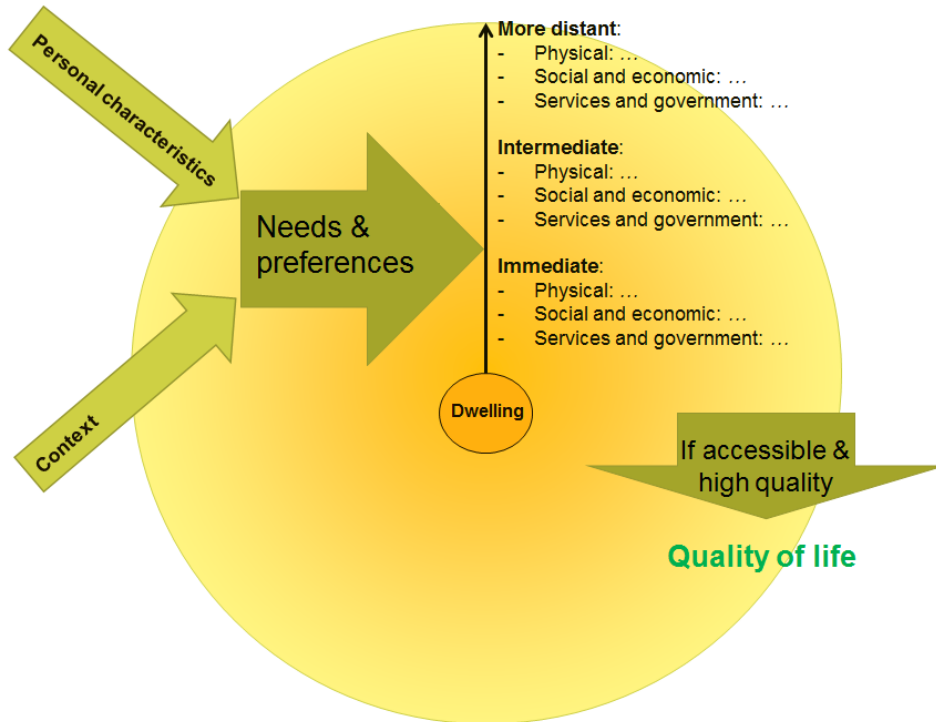 Personal characteristics
Context
Needs &
preferences
More distant:
- Physical: …
- Social and economic: …
- Services and government: …
Intermediate:
- Physical: …
- Social and economic: …
- Services and government: …
Immediate:
- Physical: …
- Social and economic: …
- Services and government: …
Dwelling
If accessible &
high quality
Quality of life